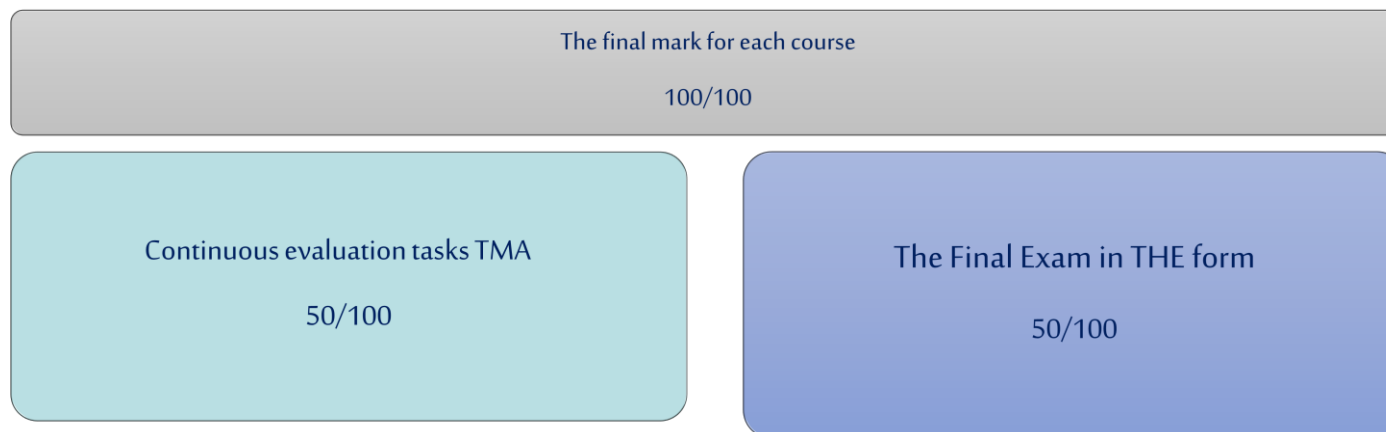 The final mark for each course
100/100
Continuous evaluation tasks TMA
50/100
The Final Exam in THE form
50/100